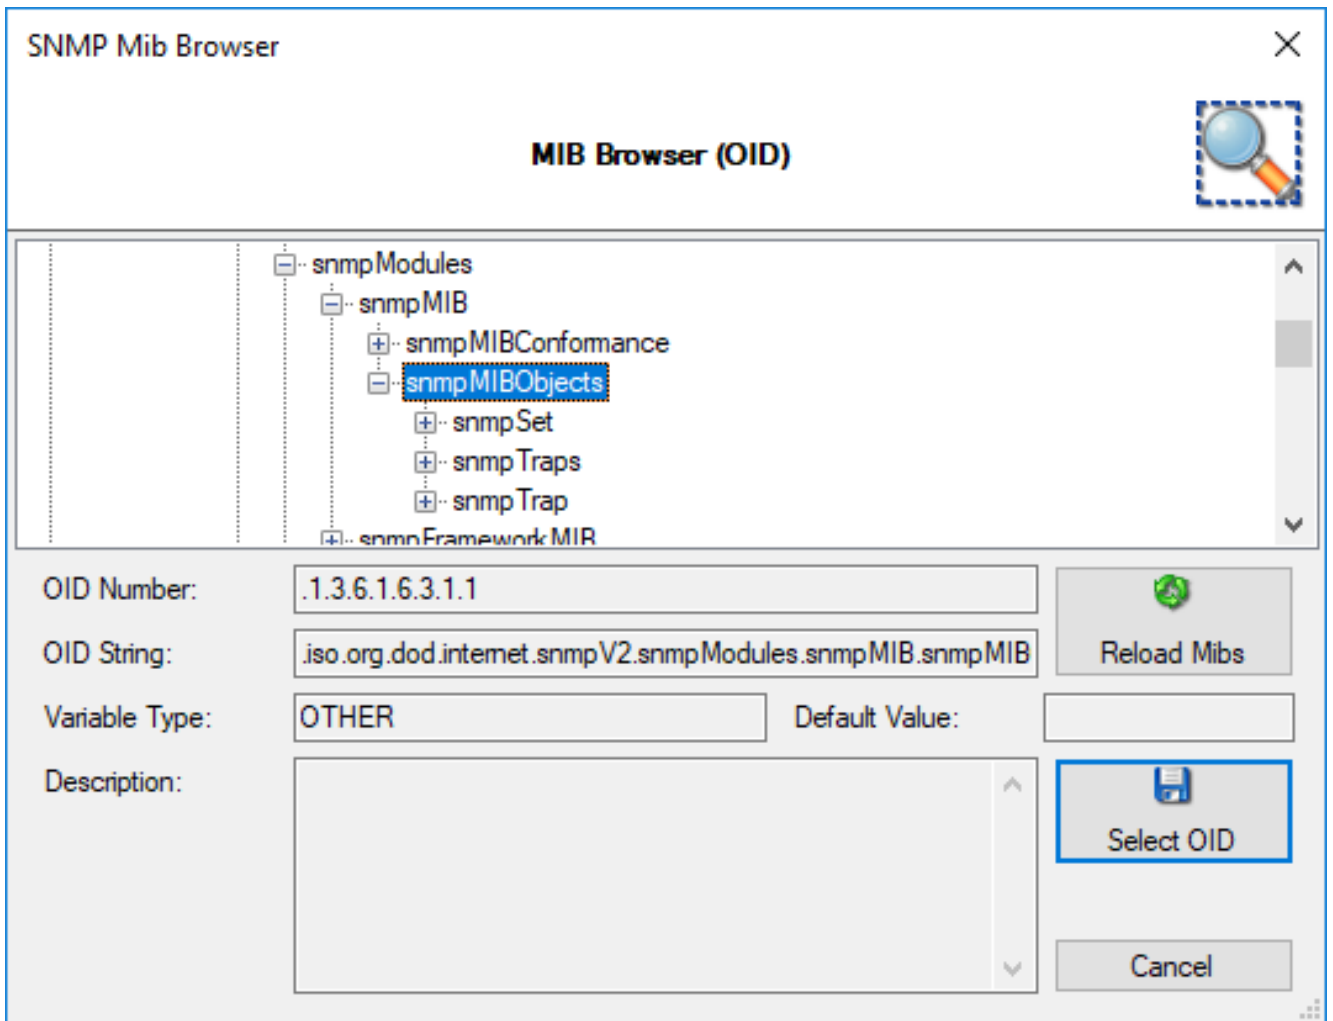 SNMP Mib Browser
MIB Browser (OID)
snmpModules
snmpMIB
snmpMIBConformance
snmpMIBObjects
snmpSet
snmpTraps
snmpTrap
snmpFrameworkMIB
OID Number: .1.3.6.1.6.3.1.1
OID String: .iso.org.dod.internet.snmpV2.snmpModules.snmpMIB.snmpMIB
Reload Mibs
Variable Type: OTHER Default Value:
Description:
Select OID
Cancel